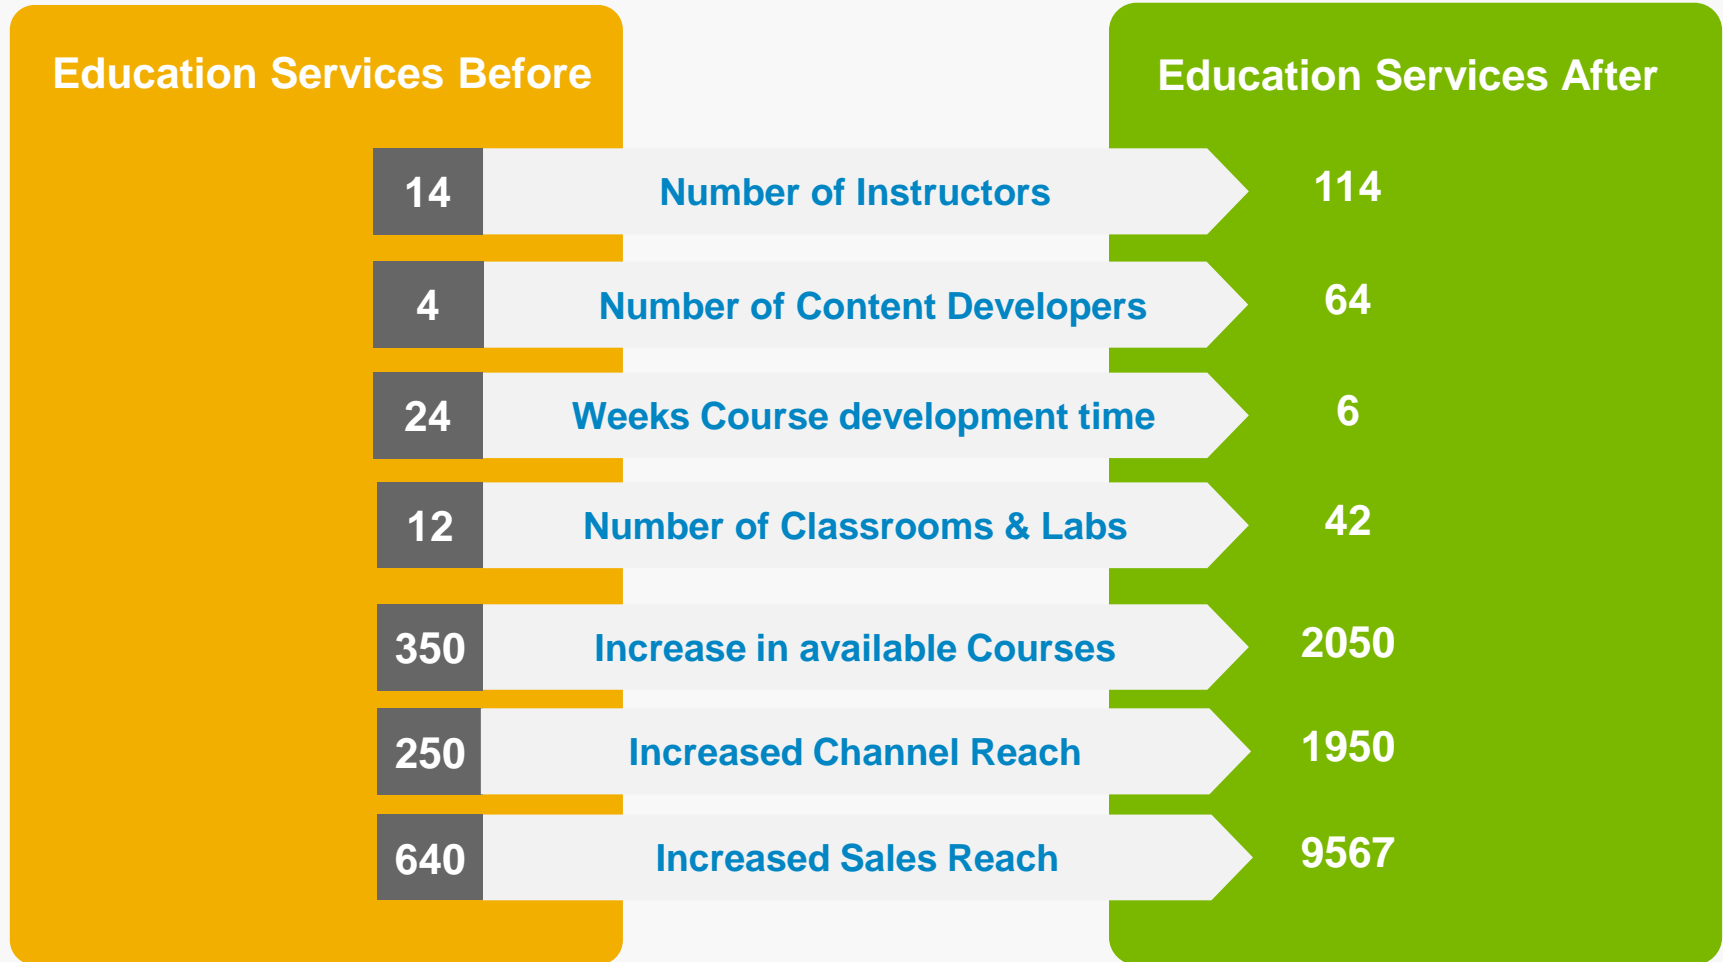 Education Services Before
Education Services After
14 Number of Instructors 114
4 Number of Content Developers 64
24 Weeks Course development time 6
12 Number of Classrooms & Labs 42
350 Increase in available Courses 2050
250 Increased Channel Reach 1950
640 Increased Sales Reach 9567